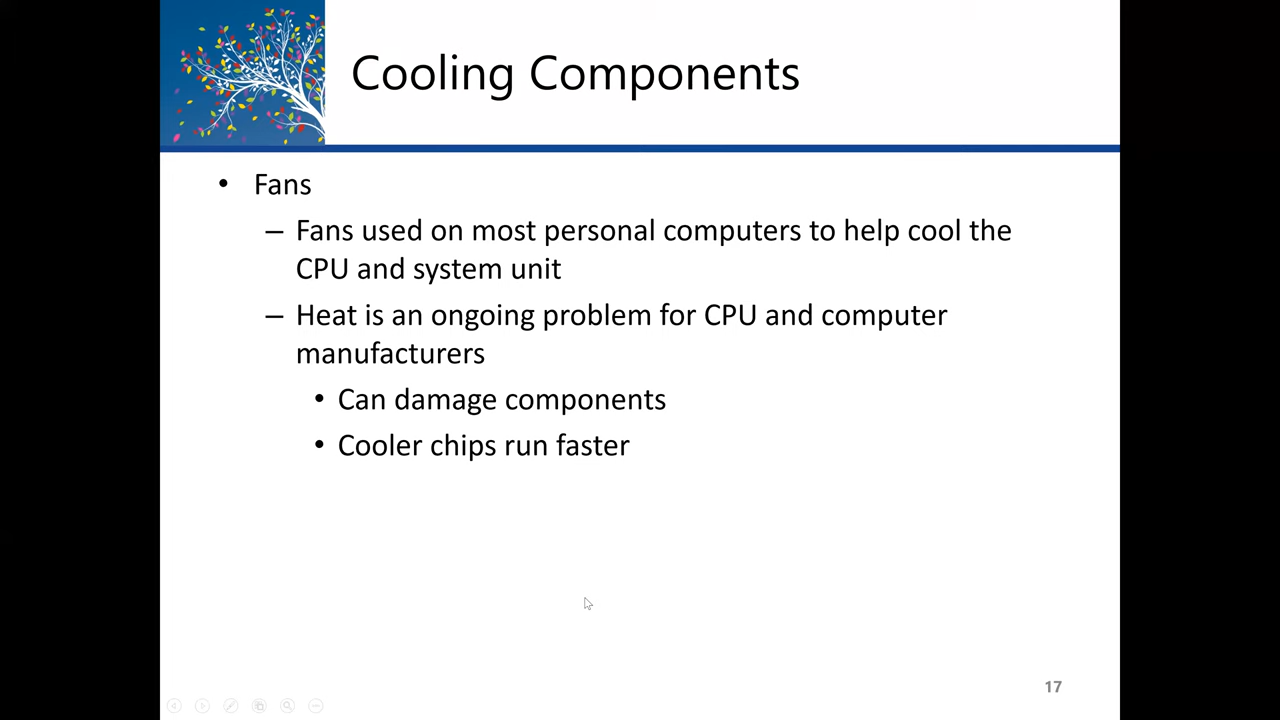 Cooling Components
• Fans
– Fans used on most personal computers to help cool the
CPU and system unit
– Heat is an ongoing problem for CPU and computer
manufacturers
• Can damage components
• Cooler chips run faster
17